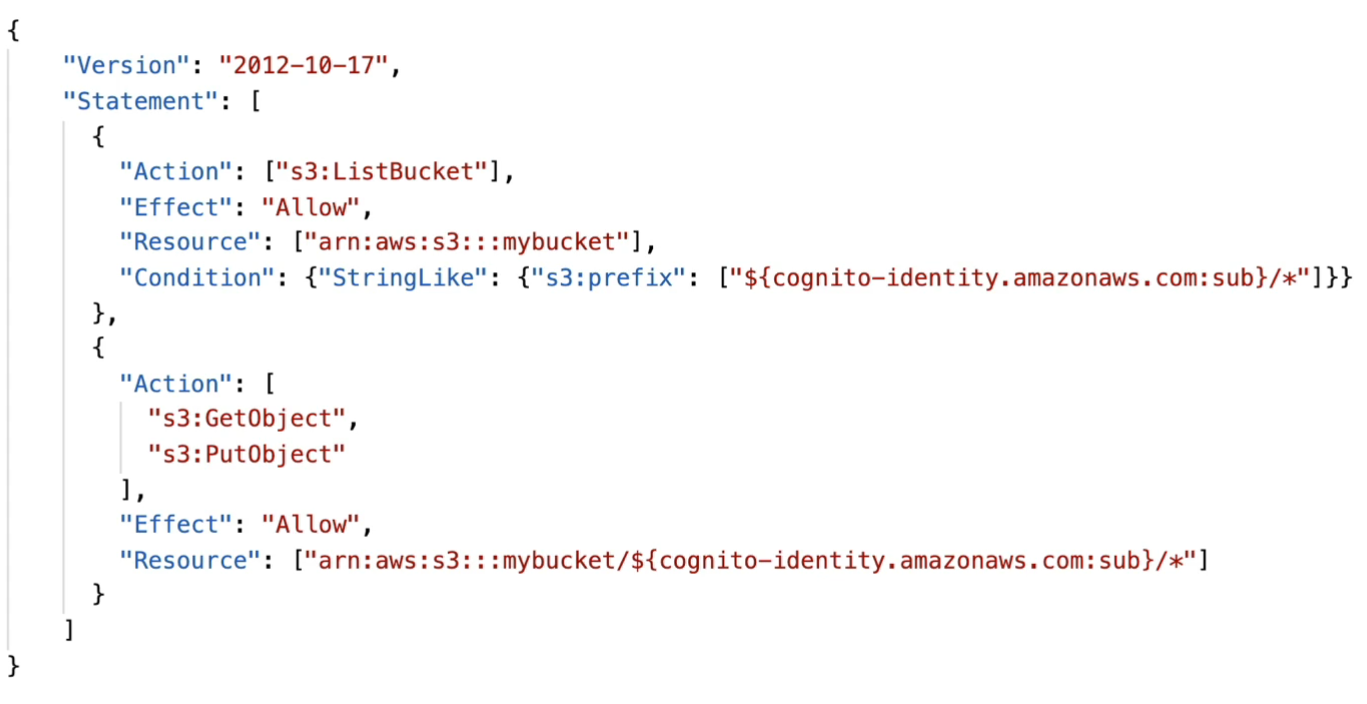 {
    "Version": "2012-10-17",
    "Statement": [
      {
        "Action": ["s3:ListBucket"],
        "Effect": "Allow",
        "Resource": ["arn:aws:s3:::mybucket"],
        "Condition": {"StringLike": {"s3:prefix": ["${cognito-identity.amazonaws.com:sub}/*"]}}
      },
      {
        "Action": [
          "s3:GetObject",
          "s3:PutObject"
        ],
        "Effect": "Allow",
        "Resource": ["arn:aws:s3:::mybucket/${cognito-identity.amazonaws.com:sub}/*"]
      }
    ]
}